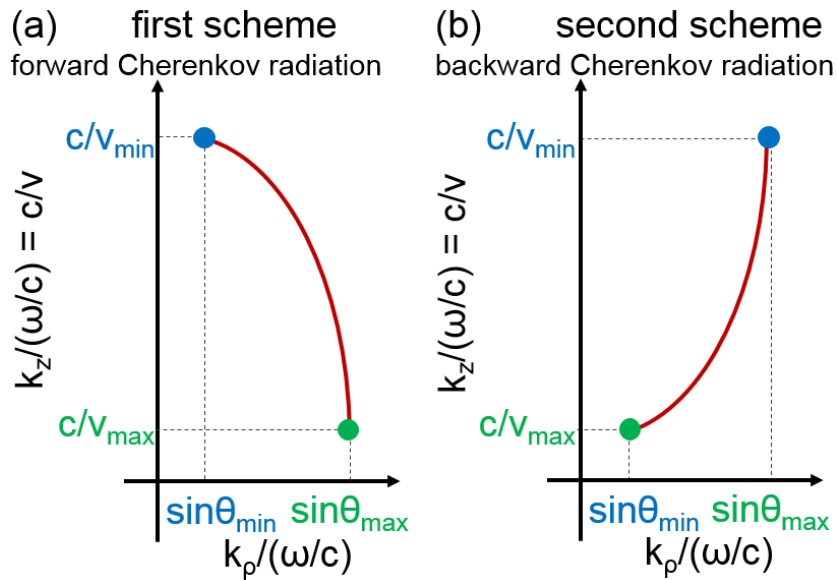 (a) first scheme
forward Cherenkov radiation
c/vmin
kz/(ω/c) = c/v
c/vmax
sinθmin sinθmax
kρ/(ω/c)
(b) second scheme
backward Cherenkov radiation
c/vmin
kz/(ω/c) = c/v
c/vmax
sinθmin sinθmax
kρ/(ω/c)